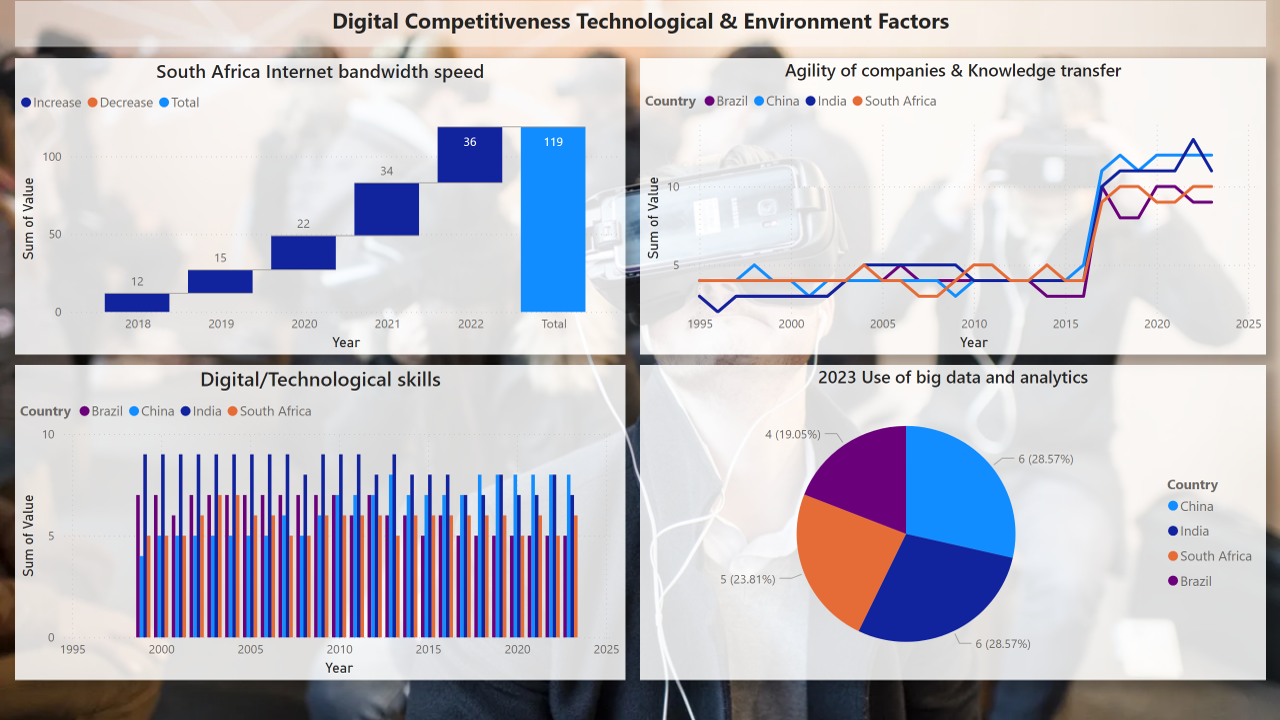 Digital Competitiveness Technological & Environment Factors
South Africa Internet bandwidth speed
Increase Decrease Total
Sum of Value
100
50
0
12
15
22
34
36
119
2018 2019 2020 2021 2022 Total
Year
Agility of companies & Knowledge transfer
Country Brazil China India South Africa
Sum of Value
10
5
1995 2000 2005 2010 2015 2020 2025
Year
Digital/Technological skills
Country Brazil China India South Africa
Sum of Value
10
5
0
1995 2000 2005 2010 2015 2020 2025
Year
2023 Use of big data and analytics
4 (19.05%)
6 (28.57%)
5 (23.81%)
6 (28.57%)
Country
China
India
South Africa
Brazil